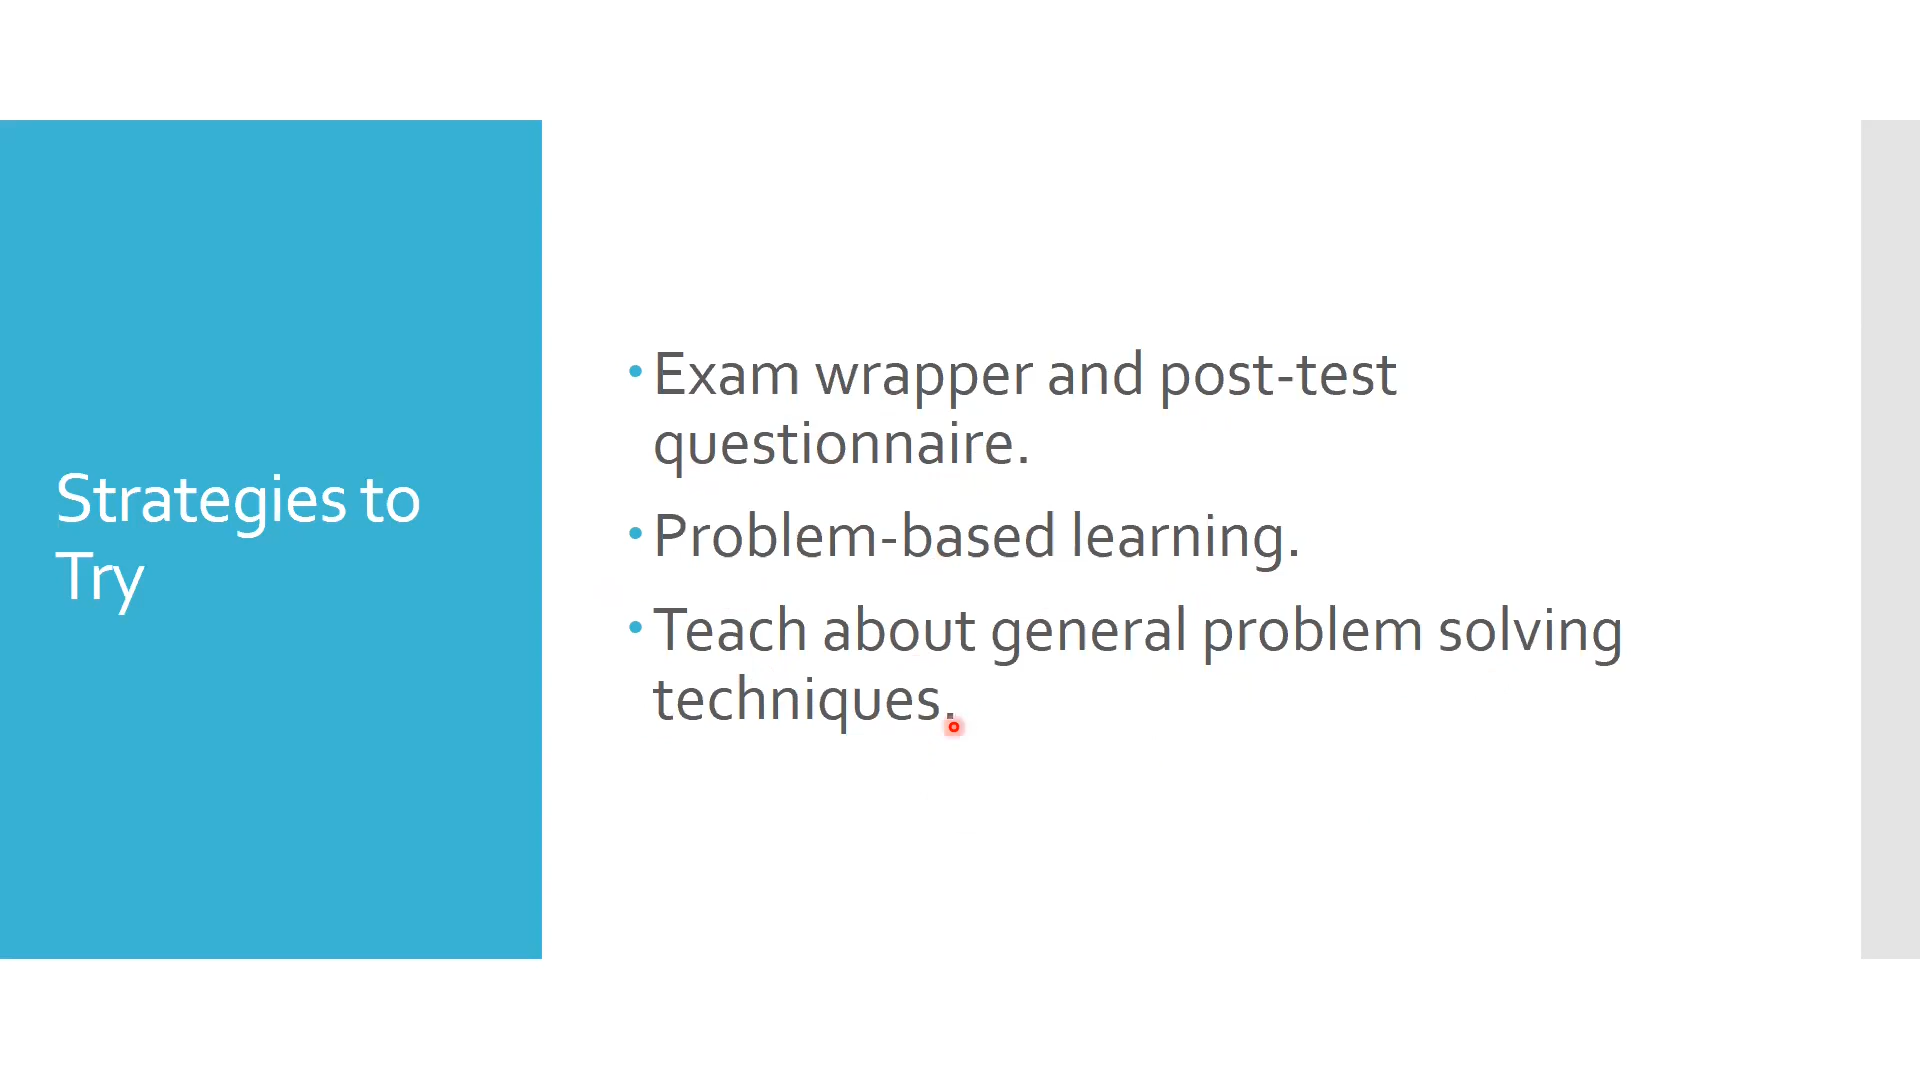 Strategies to
Try
• Exam wrapper and post-test
questionnaire.
• Problem-based learning.
• Teach about general problem solving
techniques.